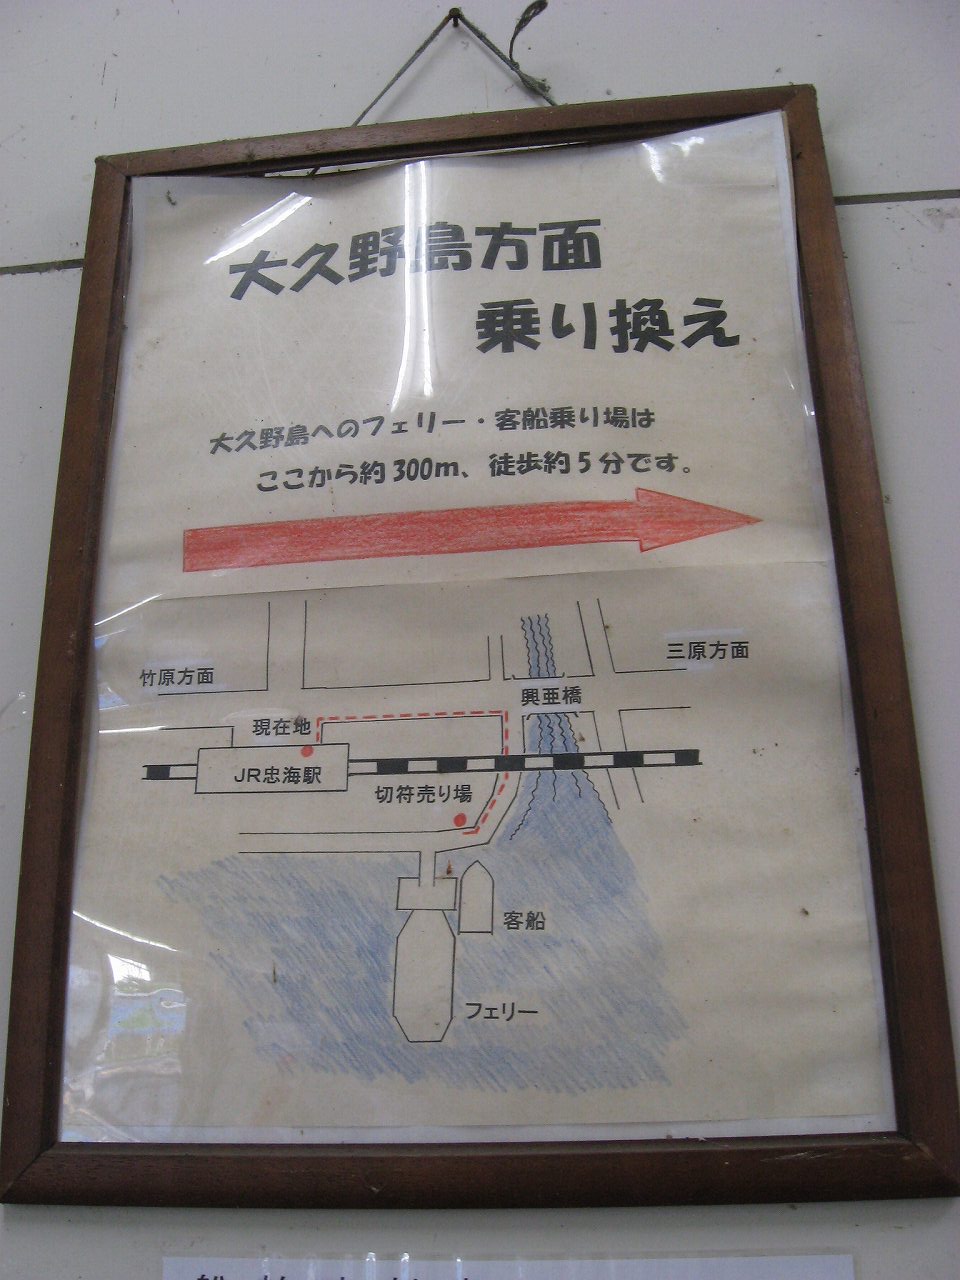 大久野島方面
乗り換え
大久野島へのフェリー・客船乗り場は
ここから約300m、徒歩約5分です。
竹原方面
三原方面
興亜橋
現在地
JR忠海駅
切符売り場
客船
フェリー